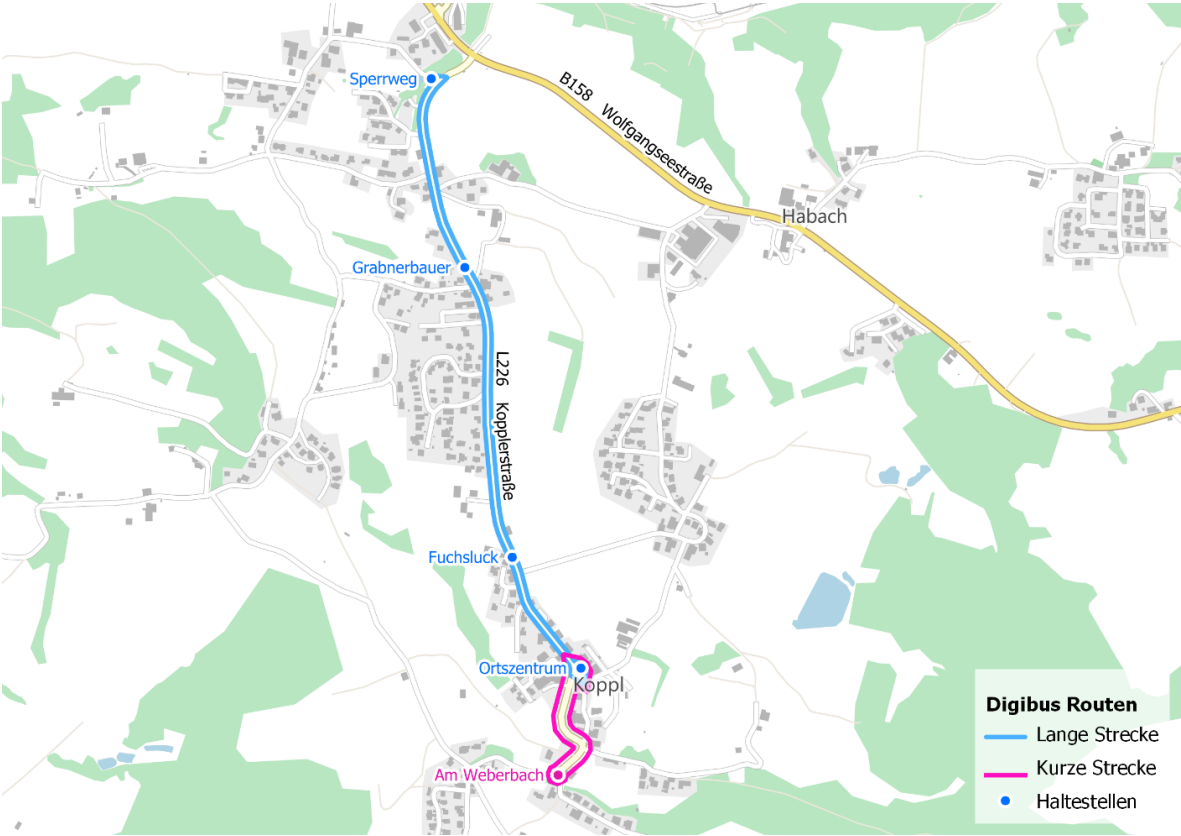 Sperrweg
B158 Wolfgangseestraße
Habach
Grabnerbauer
L226 Kopplerstraße
Fuchsluck
Ortszentrum
Koppl
Am Weberbach
Digibus Routen
Lange Strecke
Kurze Strecke
Haltestellen